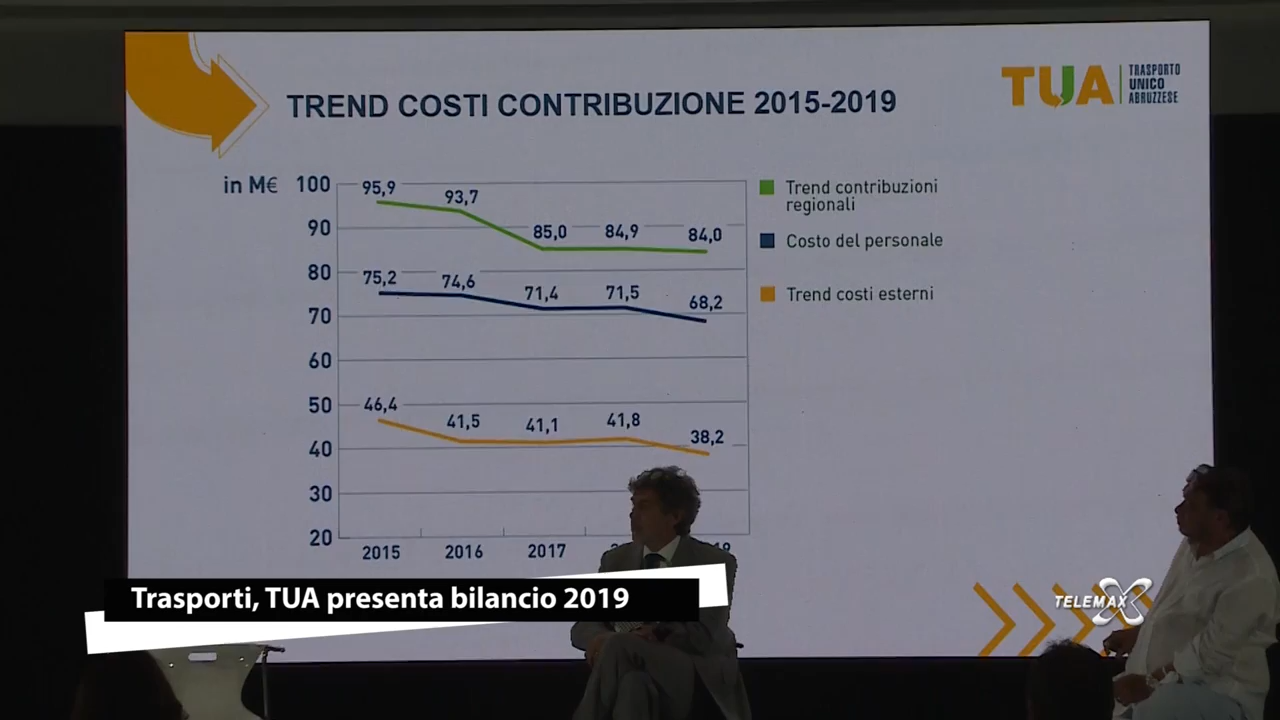 TREND COSTI CONTRIBUZIONE 2015-2019
TUA
TRASPORTO
UNICO
ABRUZZESE
in M€
100
90
80
70
60
50
40
30
20
95,9
93,7
85,0
84,9
84,0
75,2
74,6
71,4
71,5
68,2
46,4
41,5
41,1
41,8
38,2
2015
2016
2017
Trend contribuzioni
regionali
Costo del personale
Trend costi esterni
Trasporti, TUA presenta bilancio 2019
TELEMAX